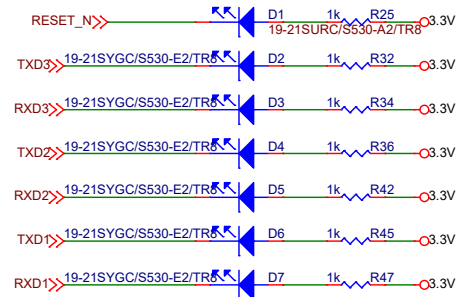 RESET_N D1 1k R25 3.3V
19-21SURC/S530-A2/TR8
TXD3 19-21SYGC/S530-E2/TR8 D2 1k R32 3.3V
RXD3 19-21SYGC/S530-E2/TR8 D3 1k R34 3.3V
TXD2 19-21SYGC/S530-E2/TR8 D4 1k R36 3.3V
RXD2 19-21SYGC/S530-E2/TR8 D5 1k R42 3.3V
TXD1 19-21SYGC/S530-E2/TR8 D6 1k R45 3.3V
RXD1 19-21SYGC/S530-E2/TR8 D7 1k R47 3.3V